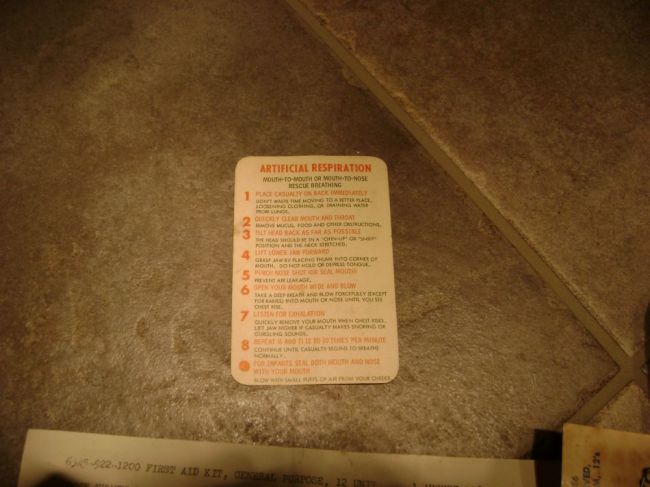 ARTIFICIAL RESPIRATION
MOUTH-TO-MOUTH OR MOUTH-TO-NOSE
RESCUE BREATHING
1 PLACE CASUALTY ON BACK IMMEDIATELY
DON'T WASTE TIME MOVING TO A BETTER PLACE,
LOOSENING CLOTHING, OR DRAINING WATER
FROM LUNGS.
2 QUICKLY CLEAR MOUTH AND THROAT
REMOVE MUCUS, FOOD AND OTHER OBSTRUCTIONS.
3 TILT HEAD BACK AS FAR AS POSSIBLE
THE HEAD SHOULD BE IN A "CHIN-UP" OR "SNIFF"
POSITION AND THE NECK STRETCHED.
4 LIFT LOWER JAW FORWARD
GRASP JAW BY PLACING THUMB INTO CORNER OF
MOUTH. DO NOT HOLD OR DEPRESS TONGUE.
5 PINCH NOSE SHUT (OR SEAL MOUTH)
PREVENT AIR LEAKAGE.
6 OPEN YOUR MOUTH WIDE AND BLOW
TAKE A DEEP BREATH AND BLOW FORCEFULLY (EXCEPT
FOR BABIES) INTO MOUTH OR NOSE UNTIL YOU SEE
CHEST RISE.
7 LISTEN FOR EXHALATION
QUICKLY REMOVE YOUR MOUTH WHEN CHEST RISES.
LIFT JAW HIGHER IF CASUALTY MAKES SNORING OR
GURGLING SOUNDS.
8 REPEAT (6 AND 7) 12 TO 20 TIMES PER MINUTE
CONTINUE UNTIL CASUALTY BEGINS TO BREATHE
NORMALLY.
FOR INFANTS SEAL BOTH MOUTH AND NOSE
WITH YOUR MOUTH
BLOW WITH SMALL PUFFS OF AIR FROM YOUR CHEEKS
1200 FIRST AID KIT, GENERAL PURPOSE, 12